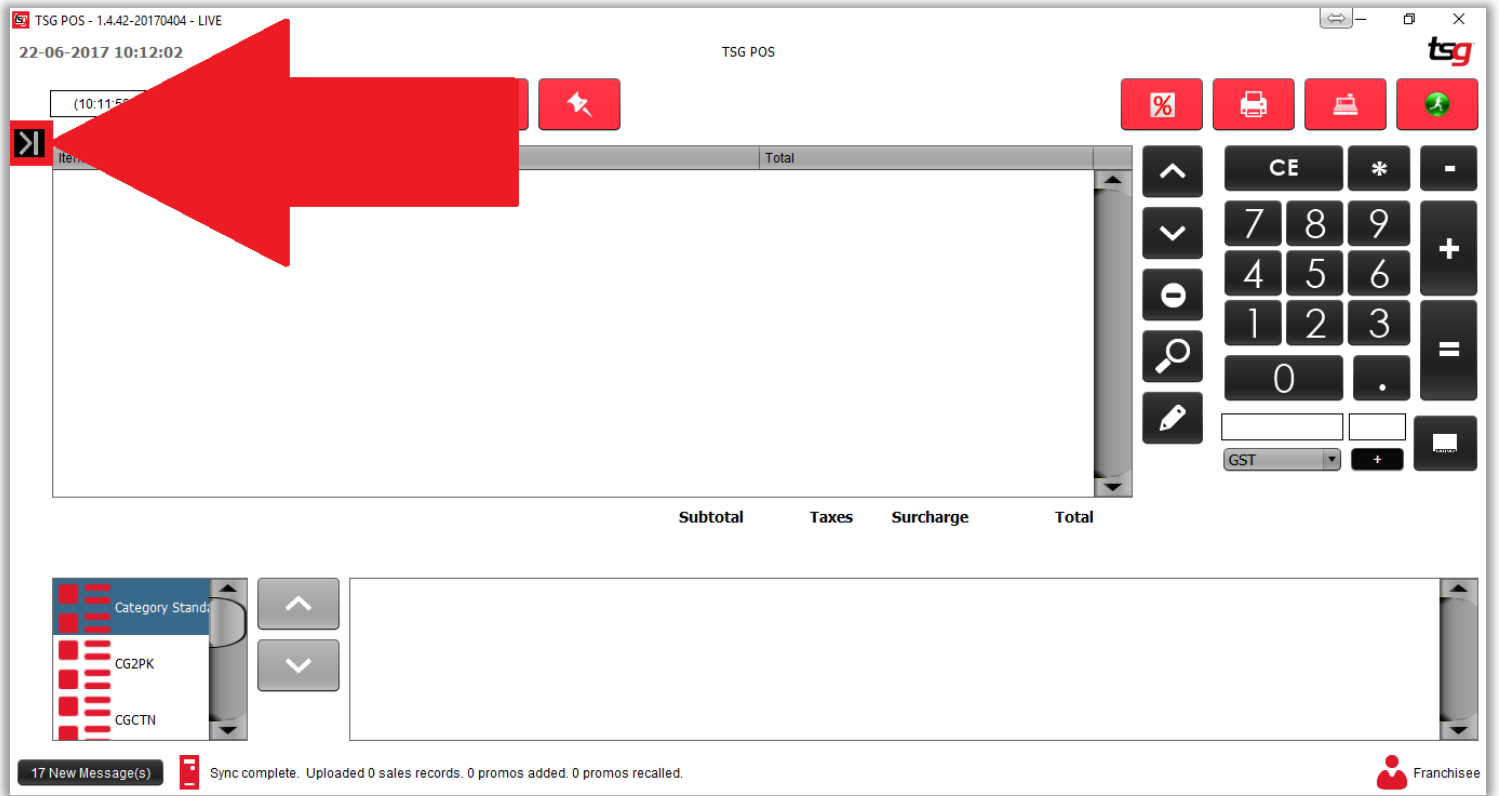 TSG POS - 1.4.42-20170404 - LIVE
22-06-2017 10:12:02
TSG POS
tsg
%
Total
CE * -
7 8 9 +
4 5 6
1 2 3 =
0 .
GST +
Subtotal Taxes Surcharge Total
Category Standa
CG2PK
CGCTN
17 New Message(s)
Sync complete. Uploaded 0 sales records. 0 promos added. 0 promos recalled.
Franchisee